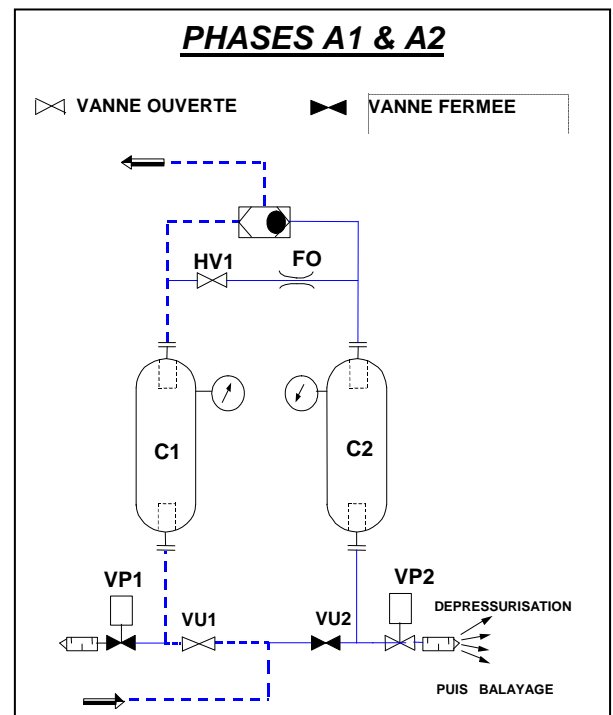 PHASES A1 & A2
VANNE OUVERTE
VANNE FERMEE
HV1
FO
C1
C2
VP1
VU1
VU2
VP2
DEPRESSURISATION
PUIS BALAYAGE